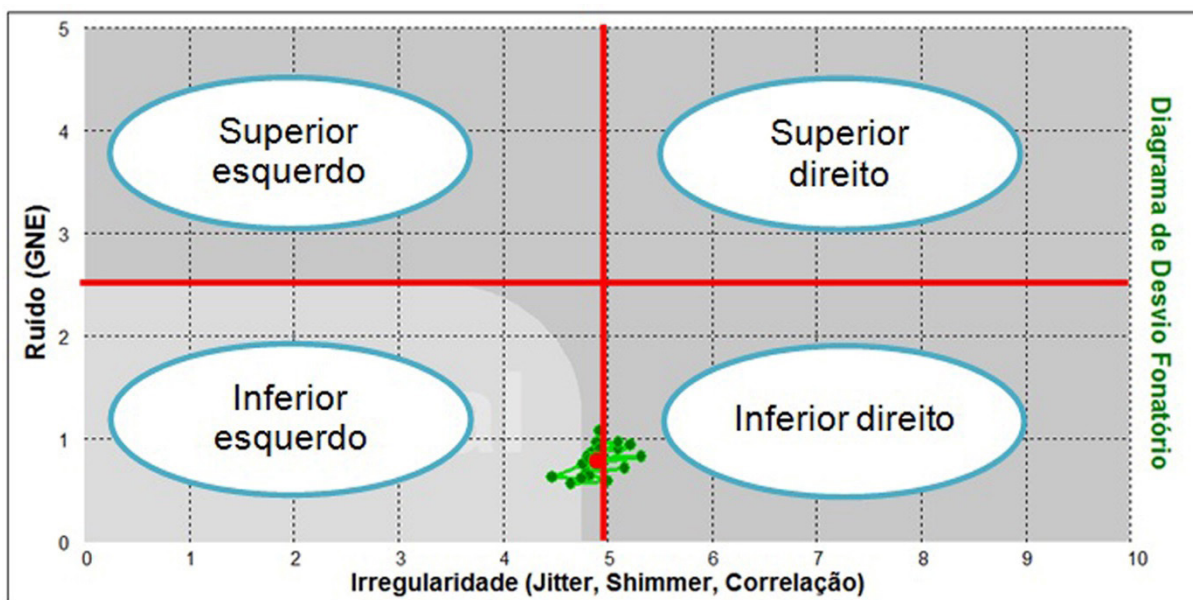 5
4
3
2
1
0
Ruído (GNE)
Superior
esquerdo
Superior
direito
Inferior
esquerdo
al
Inferior direito
0 1 2 3 4 5 6 7 8 9 10
Irregularidade (Jitter, Shimmer, Correlação)
Diagrama de Desvio Fonatório